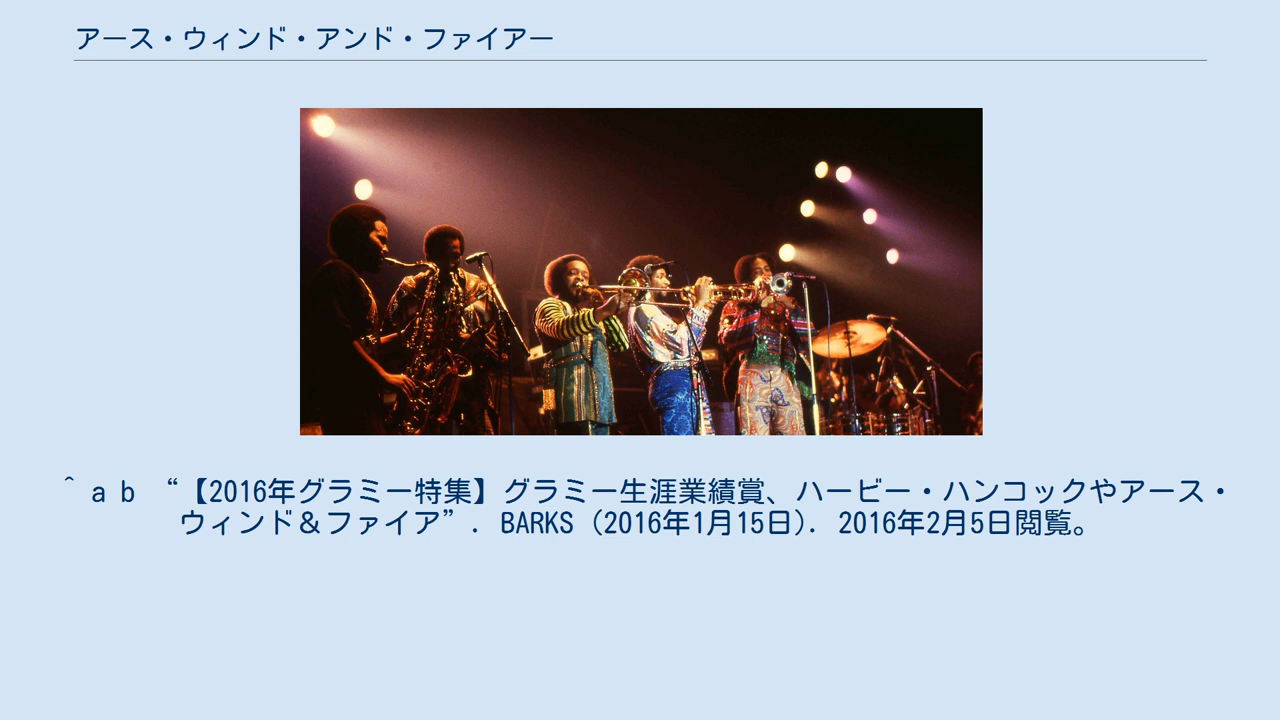 アース・ウィンド・アンド・ファイアー
^ a b “【2016年グラミー特集】グラミー生涯業績賞、ハービー・ハンコックやアース・
ウィンド＆ファイア”. BARKS (2016年1月15日). 2016年2月5日閲覧。